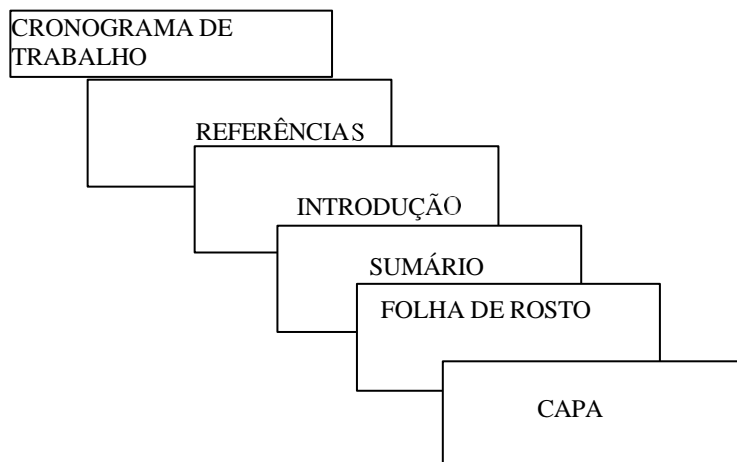 CRONOGRAMA DE
TRABALHO
REFERÊNCIAS
INTRODUÇÃO
SUMÁRIO
FOLHA DE ROSTO
CAPA